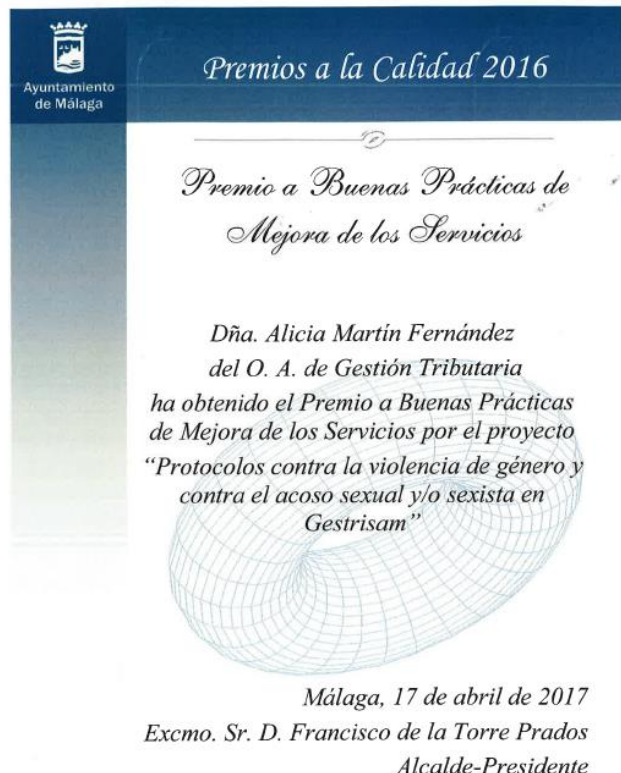 Ayuntamiento
de Málaga
Premios a la Calidad 2016
Premio a Buenas Prácticas de
Mejora de los Servicios
Dña. Alicia Martín Fernández
del O. A. de Gestión Tributaria
ha obtenido el Premio a Buenas Prácticas
de Mejora de los Servicios por el proyecto
“Protocolos contra la violencia de género y
contra el acoso sexual y/o sexista en
Gestrisam”
Málaga, 17 de abril de 2017
Excmo. Sr. D. Francisco de la Torre Prados
Alcalde-Presidente